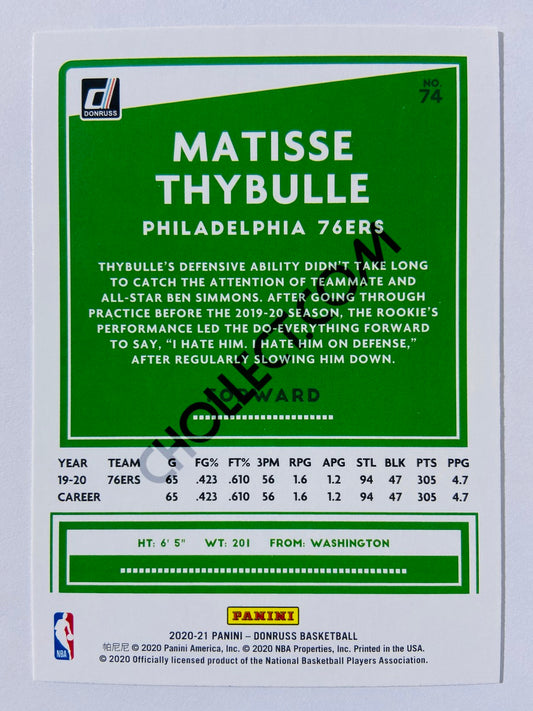 DONRUSS
NO.
74
MATISSE
THYBULLE
PHILADELPHIA 76ERS
THYBULLE'S DEFENSIVE ABILITY DIDN'T TAKE LONG
TO CATCH THE ATTENTION OF TEAMMATE AND
ALL-STAR BEN SIMMONS. AFTER GOING THROUGH
PRACTICE BEFORE THE 2019-20 SEASON, THE ROOKIE'S
PERFORMANCE LED THE DO-EVERYTHING FORWARD
TO SAY, "I HATE HIM. I HATE HIM ON DEFENSE,"
AFTER REGULARLY SLOWING HIM DOWN.
FORWARD
CHOLLECT.COM
YEAR TEAM G FG% FT% 3PM RPG APG STL BLK PTS PPG
19-20 76ERS 65 .423 .610 56 1.6 1.2 94 47 305 4.7
CAREER 65 .423 .610 56 1.6 1.2 94 47 305 4.7
HT: 6' 5" WT: 201 FROM: WASHINGTON
PANINI
NBA
2020-21 PANINI – DONRUSS BASKETBALL
帕尼尼 © 2020 Panini America, Inc. © 2020 NBA Properties, Inc. Printed in the USA.
© 2020 Officially licensed product of the National Basketball Players Association.